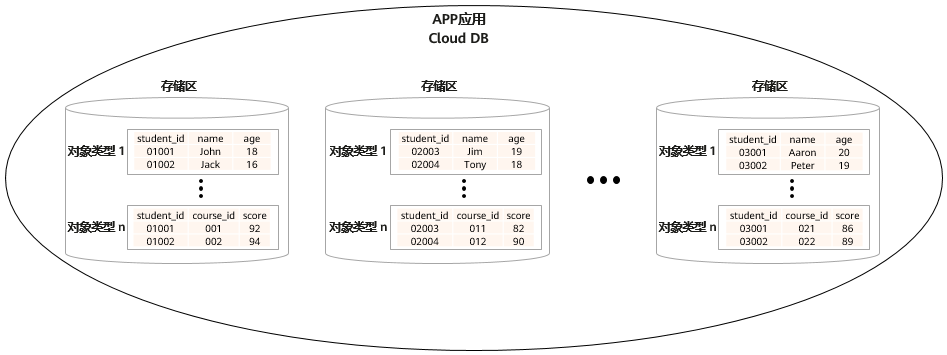 APP应用
Cloud DB
存储区
对象类型 1
student_id name age
01001 John 18
01002 Jack 16
对象类型 n
student_id course_id score
01001 001 92
01002 002 94
存储区
对象类型 1
student_id name age
02003 Jim 19
02004 Tony 18
对象类型 n
student_id course_id score
02003 011 82
02004 012 90
存储区
对象类型 1
student_id name age
03001 Aaron 20
03002 Peter 19
对象类型 n
student_id course_id score
03001 021 86
03002 022 89